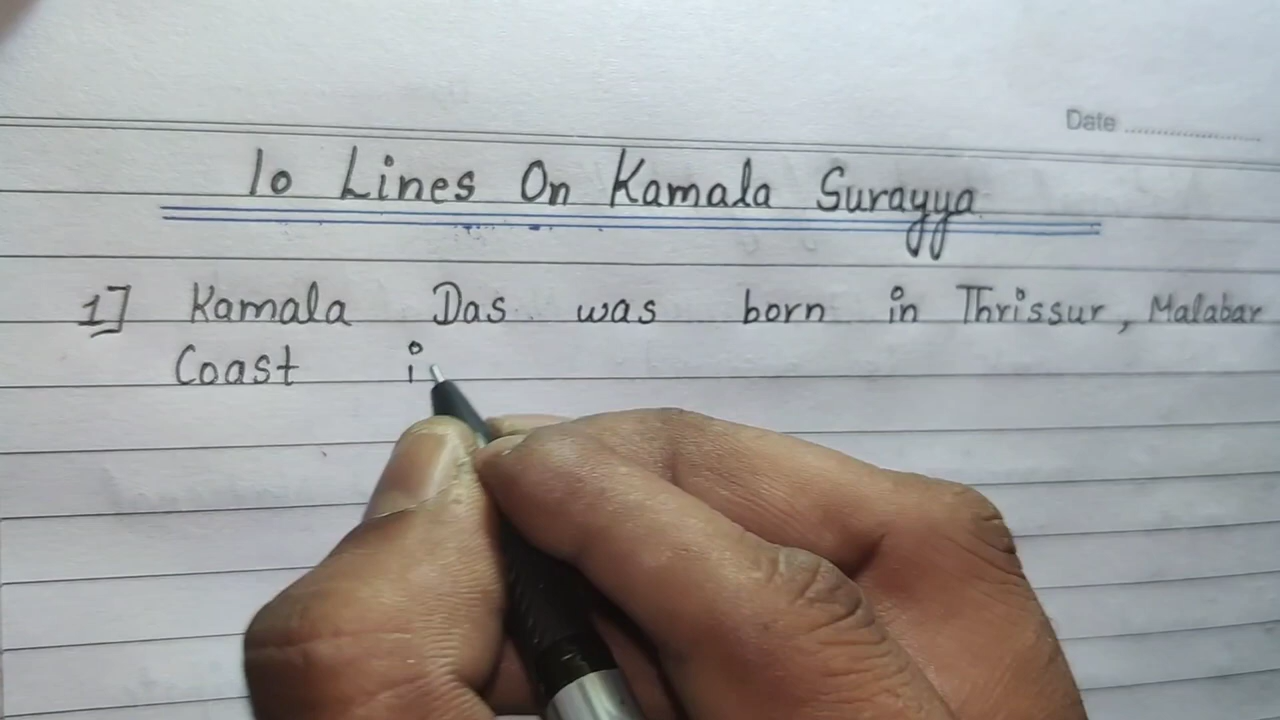 Date
10 Lines On Kamala Surayya
1] Kamala Das was born in Thrissur, Malabar
Coast i